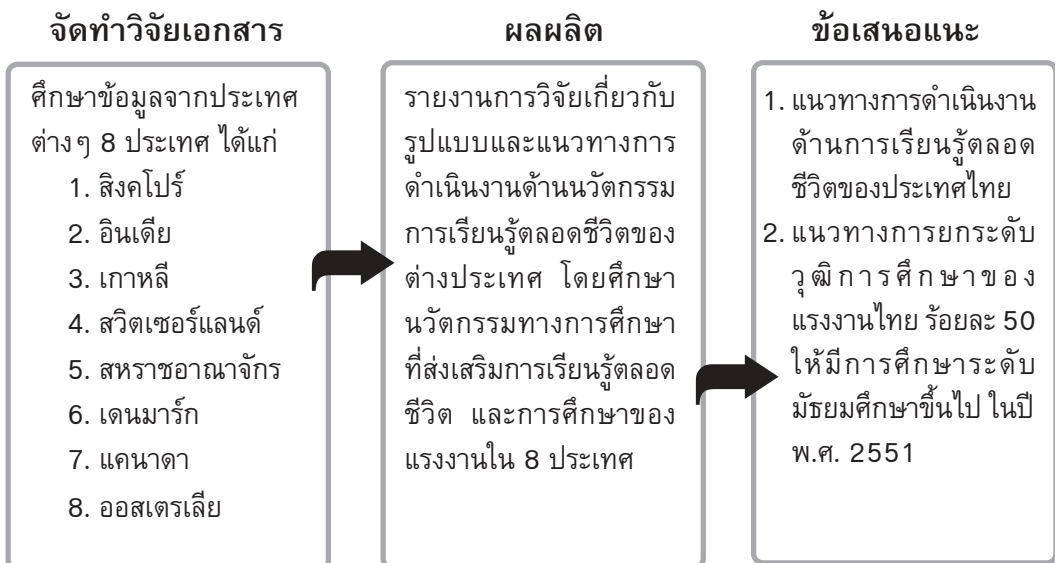 จัดทำวิจัยเอกสาร
ศึกษาข้อมูลจากประเทศ
ต่างๆ 8 ประเทศ ได้แก่
1. สิงคโปร์
2. อินเดีย
3. เกาหลี
4. สวิตเซอร์แลนด์
5. สหราชอาณาจักร
6. เดนมาร์ก
7. แคนาดา
8. ออสเตรเลีย
ผลผลิต
รายงานการวิจัยเกี่ยวกับ
รูปแบบและแนวทางการ
ดำเนินงานด้านนวัตกรรม
การเรียนรู้ตลอดชีวิตของ
ต่างประเทศ โดยศึกษา
นวัตกรรมทางการศึกษา
ที่ส่งเสริมการเรียนรู้ตลอด
ชีวิต และการศึกษาของ
แรงงานใน 8 ประเทศ
ข้อเสนอแนะ
1. แนวทางการดำเนินงาน
ด้านการเรียนรู้ตลอด
ชีวิตของประเทศไทย
2. แนวทางการยกระดับ
วุฒิการศึกษาของ
แรงงานไทย ร้อยละ 50
ให้มีการศึกษาระดับ
มัธยมศึกษาขึ้นไป ในปี
พ.ศ. 2551